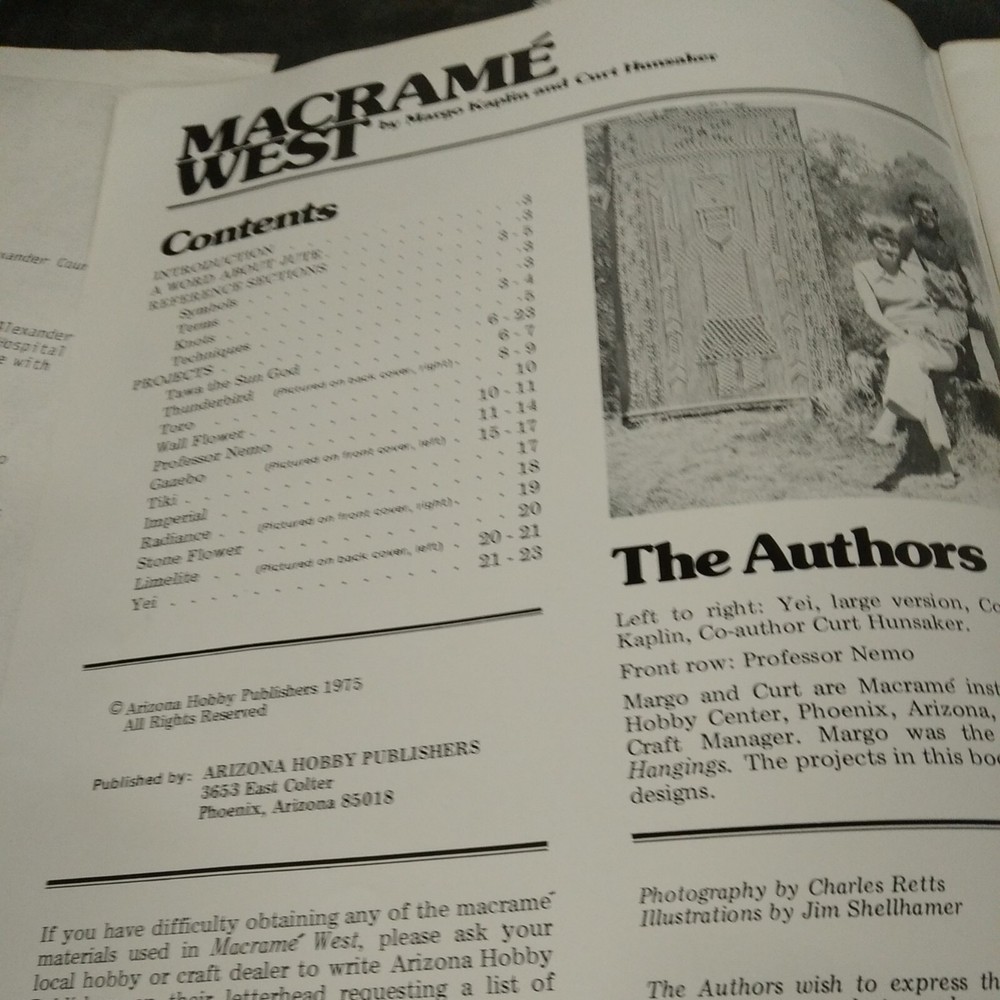 xander Cour
Alexander
Hospital
e with
MACRAMÉ
WEST by Margo Kaplin and Curt Hunsaker
Contents
INTRODUCTION . . . 3
A WORD ABOUT JUTE . . . 3
REFERENCE SECTIONS . . . 3 - 5
Symbols . . . 3
Terms . . . 3
Knots . . . 3 - 4
Techniques . . . 5
PROJECTS . . . 6 - 23
Tawa the Sun God . . . 6 - 7
Thunderbird (Pictured on back cover, right) . . . 8 - 9
Toro . . . 10
Wall Flower . . . 10 - 11
Professor Nemo . . . 11 - 14
Gazebo (Pictured on front cover, left) . . . 15 - 17
Tiki . . . 17
Imperial . . . 18
Radiance (Pictured on front cover, right) . . . 19
Stone Flower . . . 20
Limelite (Pictured on back cover, left) . . . 20 - 21
Yei . . . 21 - 23
© Arizona Hobby Publishers 1975
All Rights Reserved
Published by: ARIZONA HOBBY PUBLISHERS
3653 East Colter
Phoenix, Arizona 85018
If you have difficulty obtaining any of the macramé
materials used in Macramé West, please ask your
local hobby or craft dealer to write Arizona Hobby
their letterhead requesting a list of
The Authors
Left to right: Yei, large version, Co
Kaplin, Co-author Curt Hunsaker.
Front row: Professor Nemo
Margo and Curt are Macramé inst
Hobby Center, Phoenix, Arizona,
Craft Manager. Margo was the
Hangings. The projects in this boo
designs.
Photography by Charles Retts
Illustrations by Jim Shellhamer
The Authors wish to express th